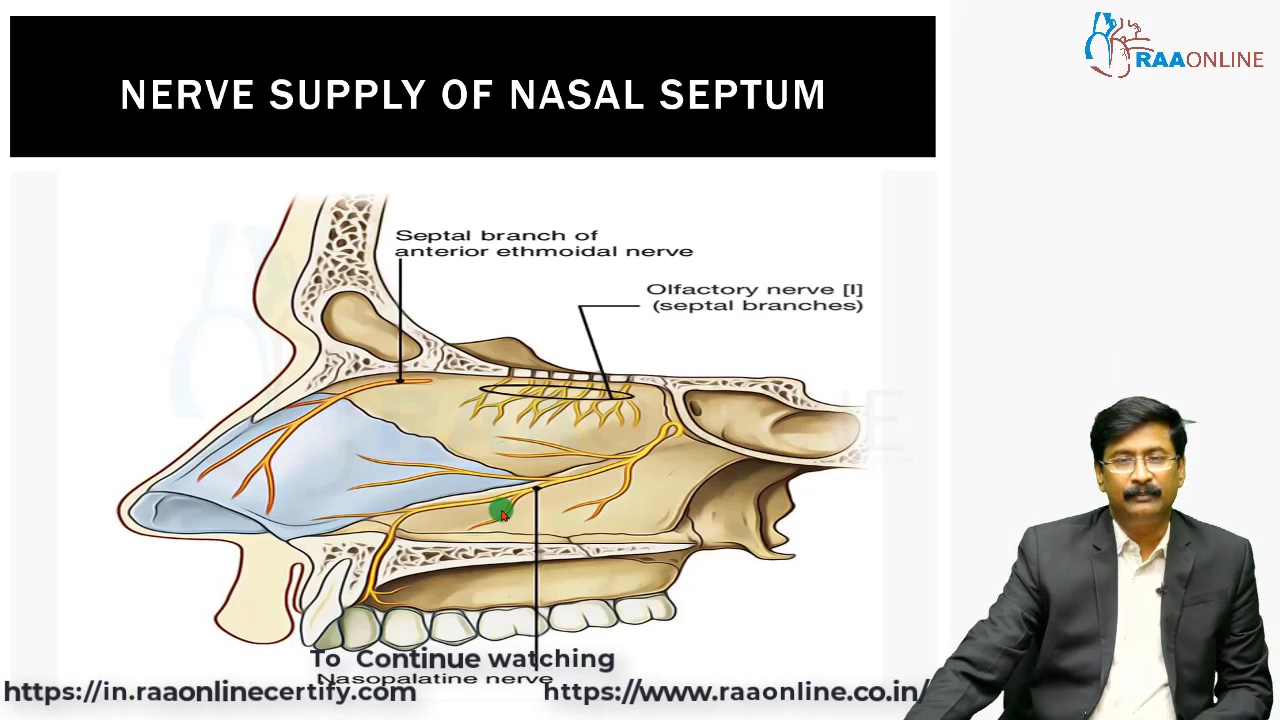 NERVE SUPPLY OF NASAL SEPTUM
RAAONLINE
Septal branch of
anterior ethmoidal nerve
Olfactory nerve [I]
(septal branches)
To Continue watching
Nasopalatine nerve
https://in.raaonlinecertify.com
https://www.raaonline.co.in/